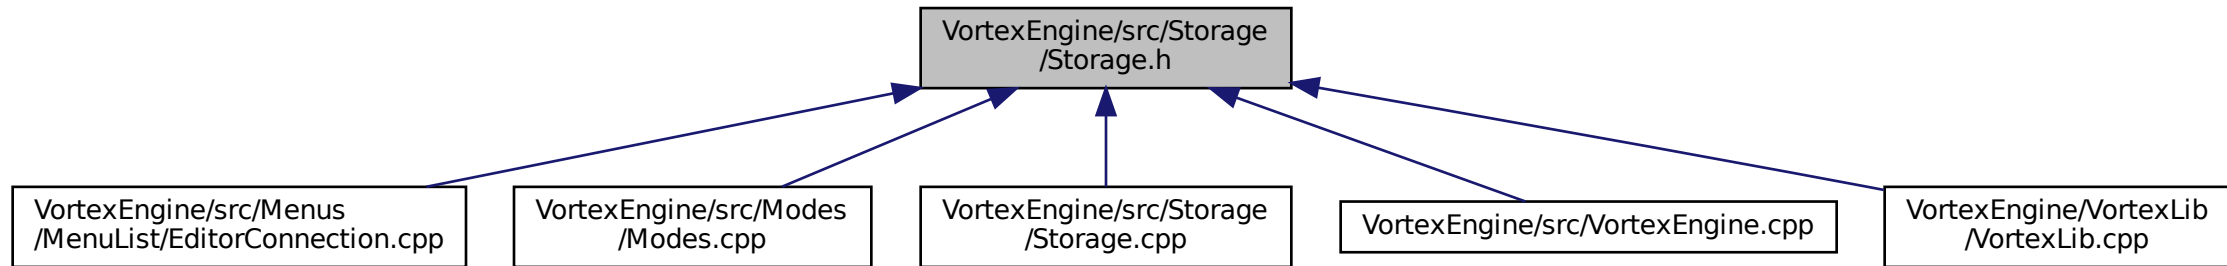 VortexEngine/src/Storage
/Storage.h
VortexEngine/src/Menus
/MenuList/EditorConnection.cpp
VortexEngine/src/Modes
/Modes.cpp
VortexEngine/src/Storage
/Storage.cpp
VortexEngine/src/VortexEngine.cpp
VortexEngine/VortexLib
/VortexLib.cpp